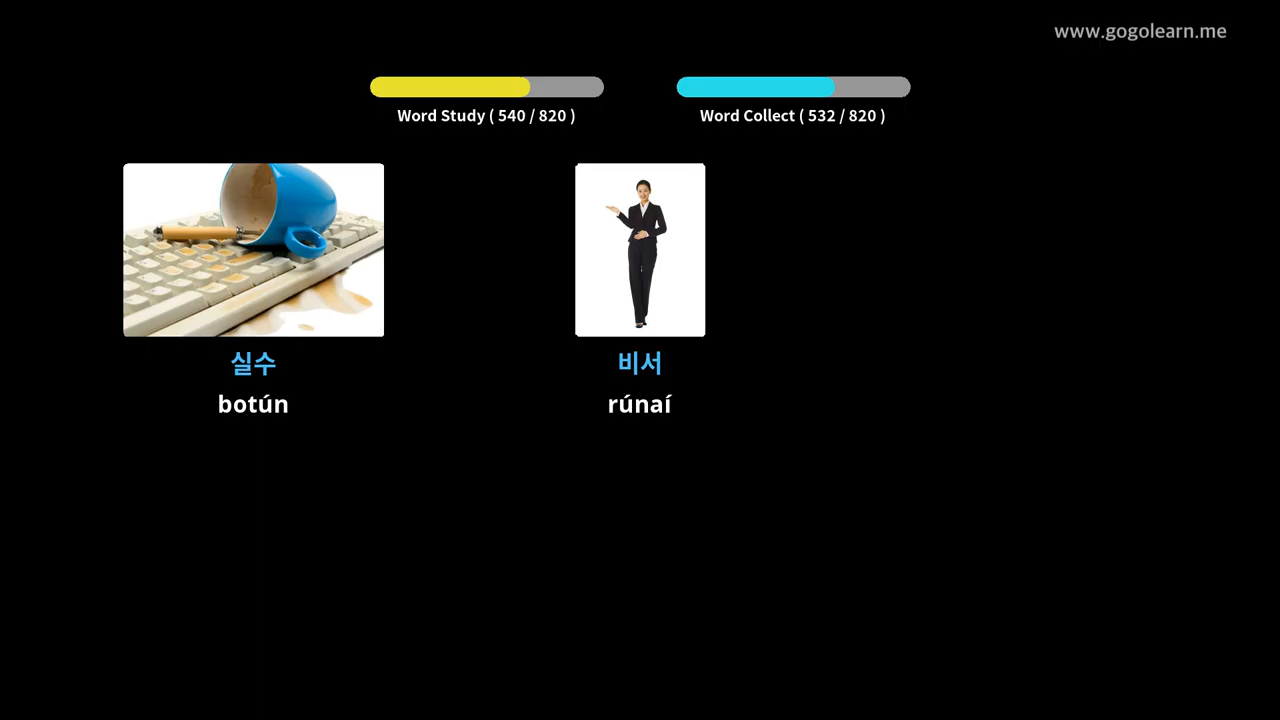 www.gogolearn.me
Word Study ( 540 / 820 )
Word Collect ( 532 / 820 )
실수
botún
비서
rúnaí